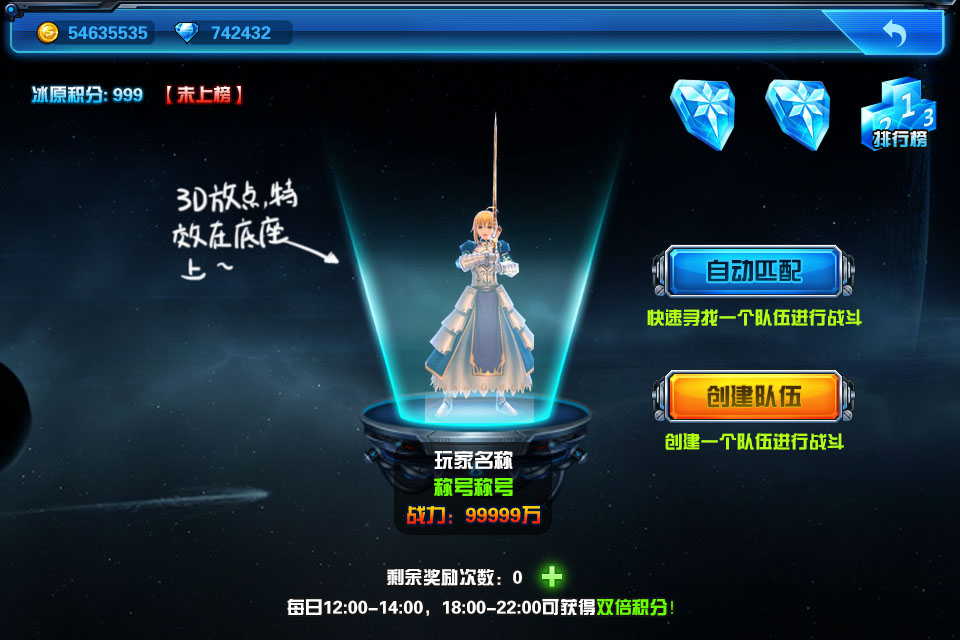 54635535 742432
冰原积分: 999 【未上榜】
1 2 3
排行榜
3D放点,特
效在底座
上~
自动匹配
快速寻找一个队伍进行战斗
创建队伍
创建一个队伍进行战斗
玩家名称
称号称号
战力：99999万
剩余奖励次数：0
每日12:00-14:00，18:00-22:00可获得双倍积分!